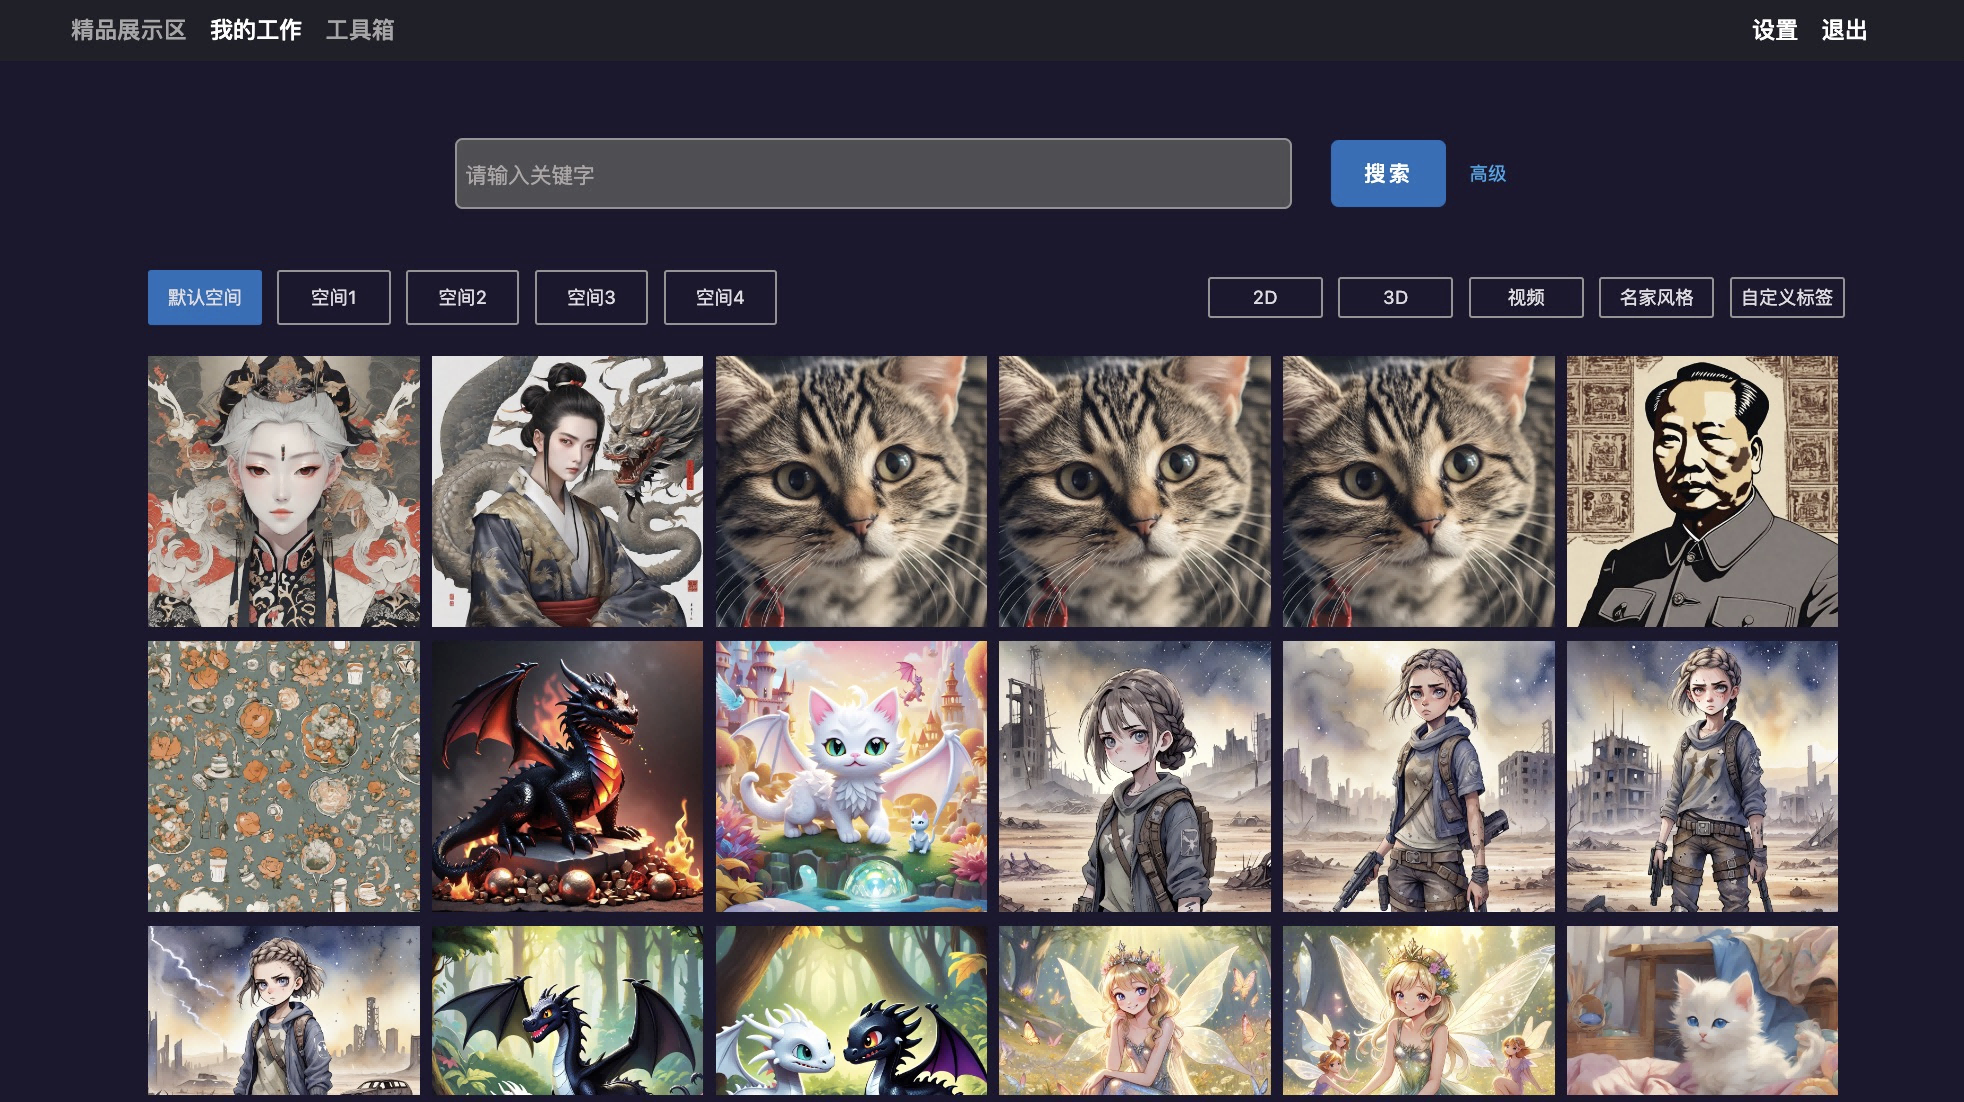 精品展示区 我的工作 工具箱 设置 退出
请输入关键字 搜索 高级
默认空间 空间1 空间2 空间3 空间4 2D 3D 视频 名家风格 自定义标签